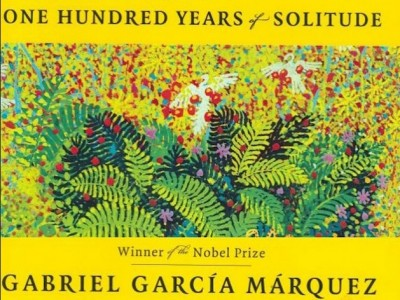 ONE HUNDRED YEARS of SOLITUDE
Winner of the Nobel Prize
GABRIEL GARCÍA MÁRQUEZ